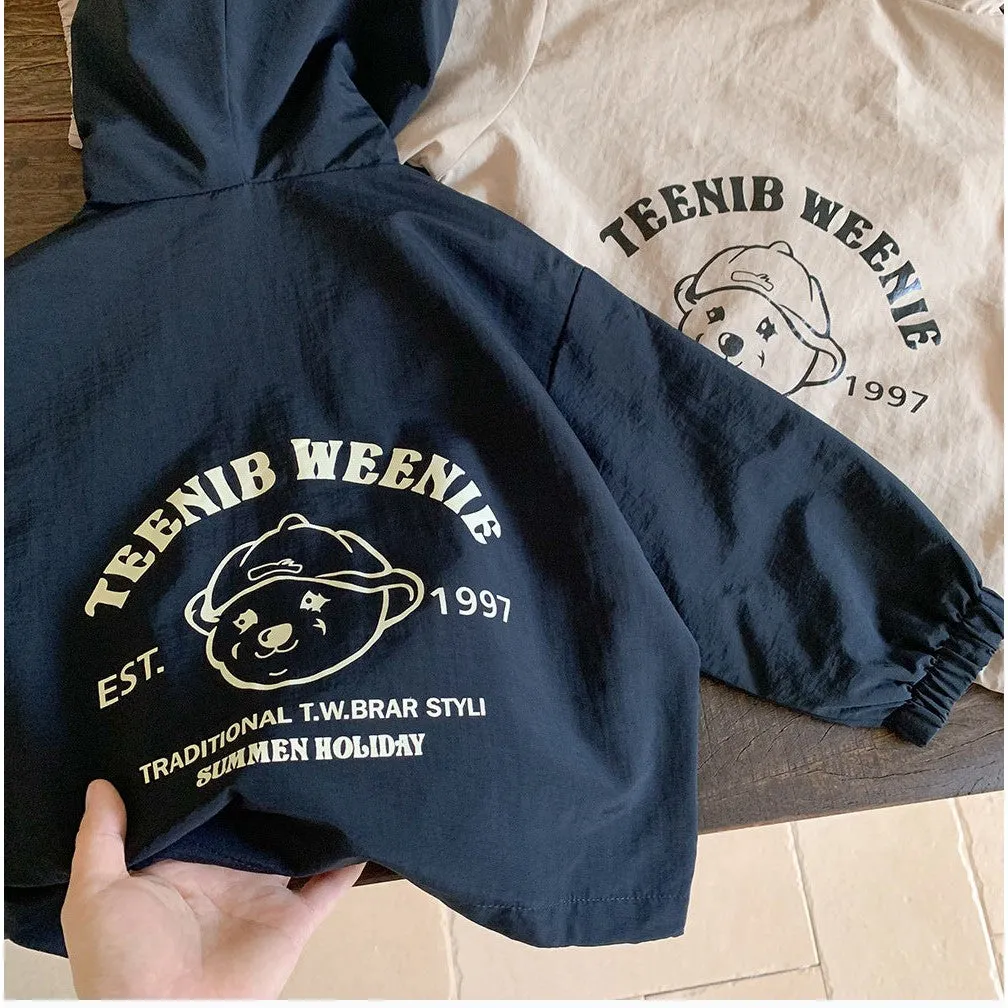 TEENIB WEENIE
1997
TEENIB WEENIE
EST.
1997
TRADITIONAL T.W.BRAR STYLI
SUMMEN HOLIDAY